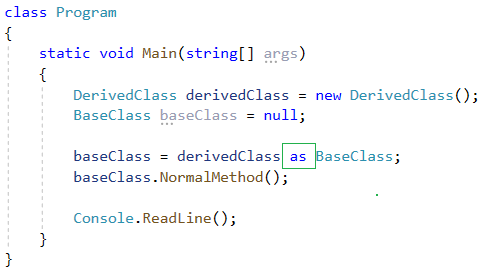 class Program
{
    static void Main(string[] args)
    {
        DerivedClass derivedClass = new DerivedClass();
        BaseClass baseClass = null;

        baseClass = derivedClass as BaseClass;
        baseClass.NormalMethod();

        Console.ReadLine();
    }
}